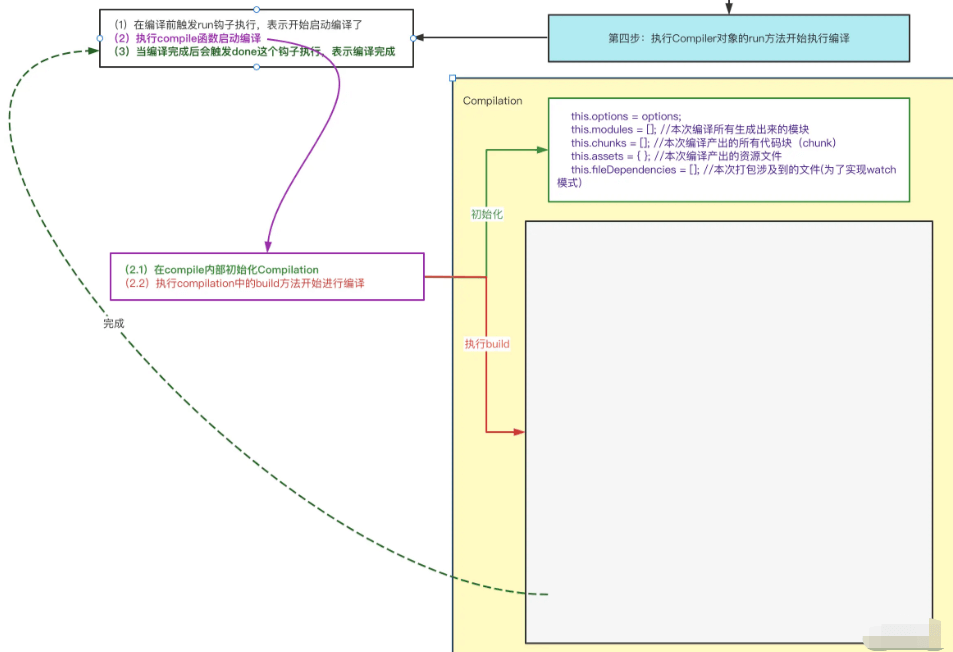 （1）在编译前触发run钩子执行，表示开始启动编译了
（2）执行compile函数启动编译
（3）当编译完成后会触发done这个钩子执行，表示编译完成
第四步：执行Compiler对象的run方法开始执行编译
Compilation
this.options = options;
this.modules = []; //本次编译所有生成出来的模块
this.chunks = []; //本次编译产出的所有代码块（chunk）
this.assets = { }; //本次编译产出的资源文件
this.fileDependencies = []; //本次打包涉及到的文件(为了实现watch
模式)
初始化
（2.1）在compile内部初始化Compilation
（2.2）执行compilation中的build方法开始进行编译
完成
执行build